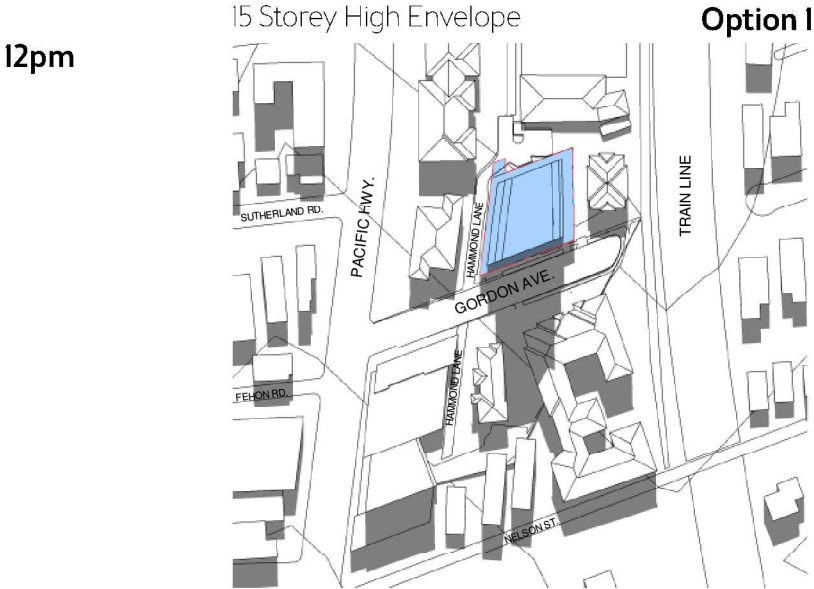 15 Storey High Envelope
Option 1
12pm
SUTHERLAND RD.
PACIFIC HWY.
HAMMOND LANE
TRAIN LINE
GORDON AVE.
HAMMOND LANE
FEHON RD.
NELSON ST.